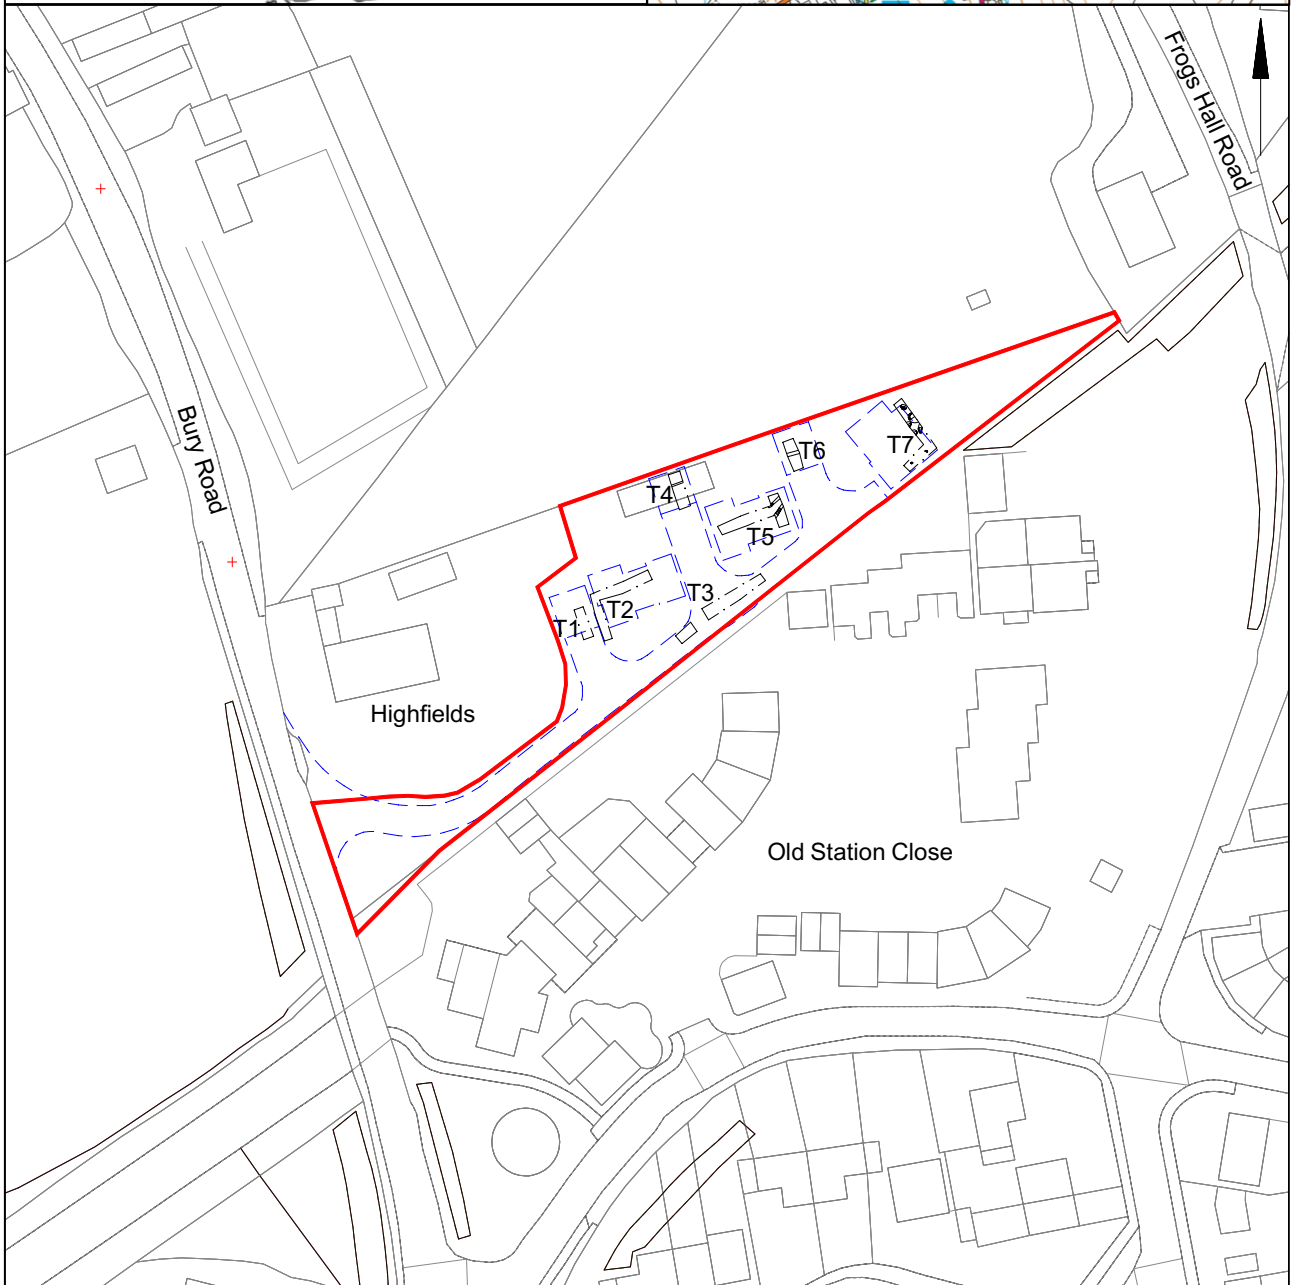 Frogs Hall Road
Bury Road
T6
T7
T4
T5
T3
T2
T1
Highfields
Old Station Close